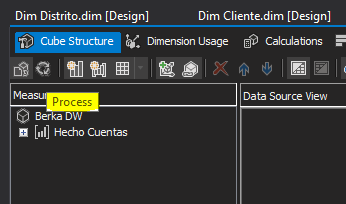 Dim Distrito.dim [Design] Dim Cliente.dim [Design]
Cube Structure Dimension Usage Calculations
Data Source View
Process
Berka DW
Hecho Cuentas